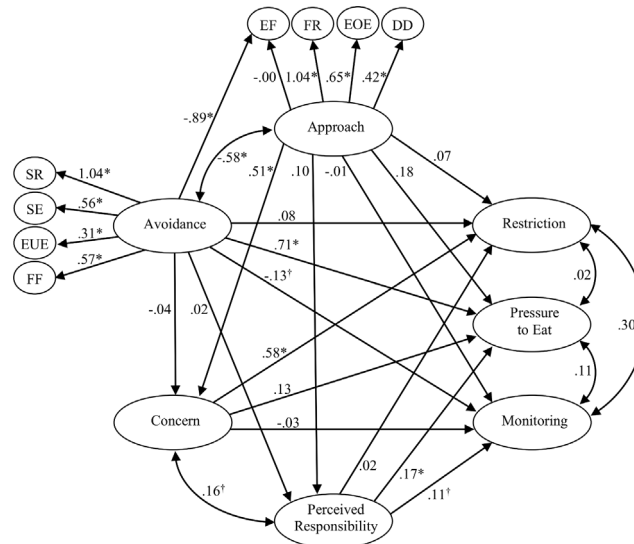 EF
FR
EOE
DD
-.00
1.04*
.65*
.42*
-.89*
Approach
SR
1.04*
-.58*
.51*
.10
-.01
.18
.07
SE
.56*
Avoidance
.08
Restriction
EUE
.31*
.71*
FF
.57*
-.13†
.02
-.04
.02
Pressure
to Eat
.30
.58*
.11
.13
Concern
-.03
Monitoring
.02
.17*
.16†
.11†
Perceived
Responsibility